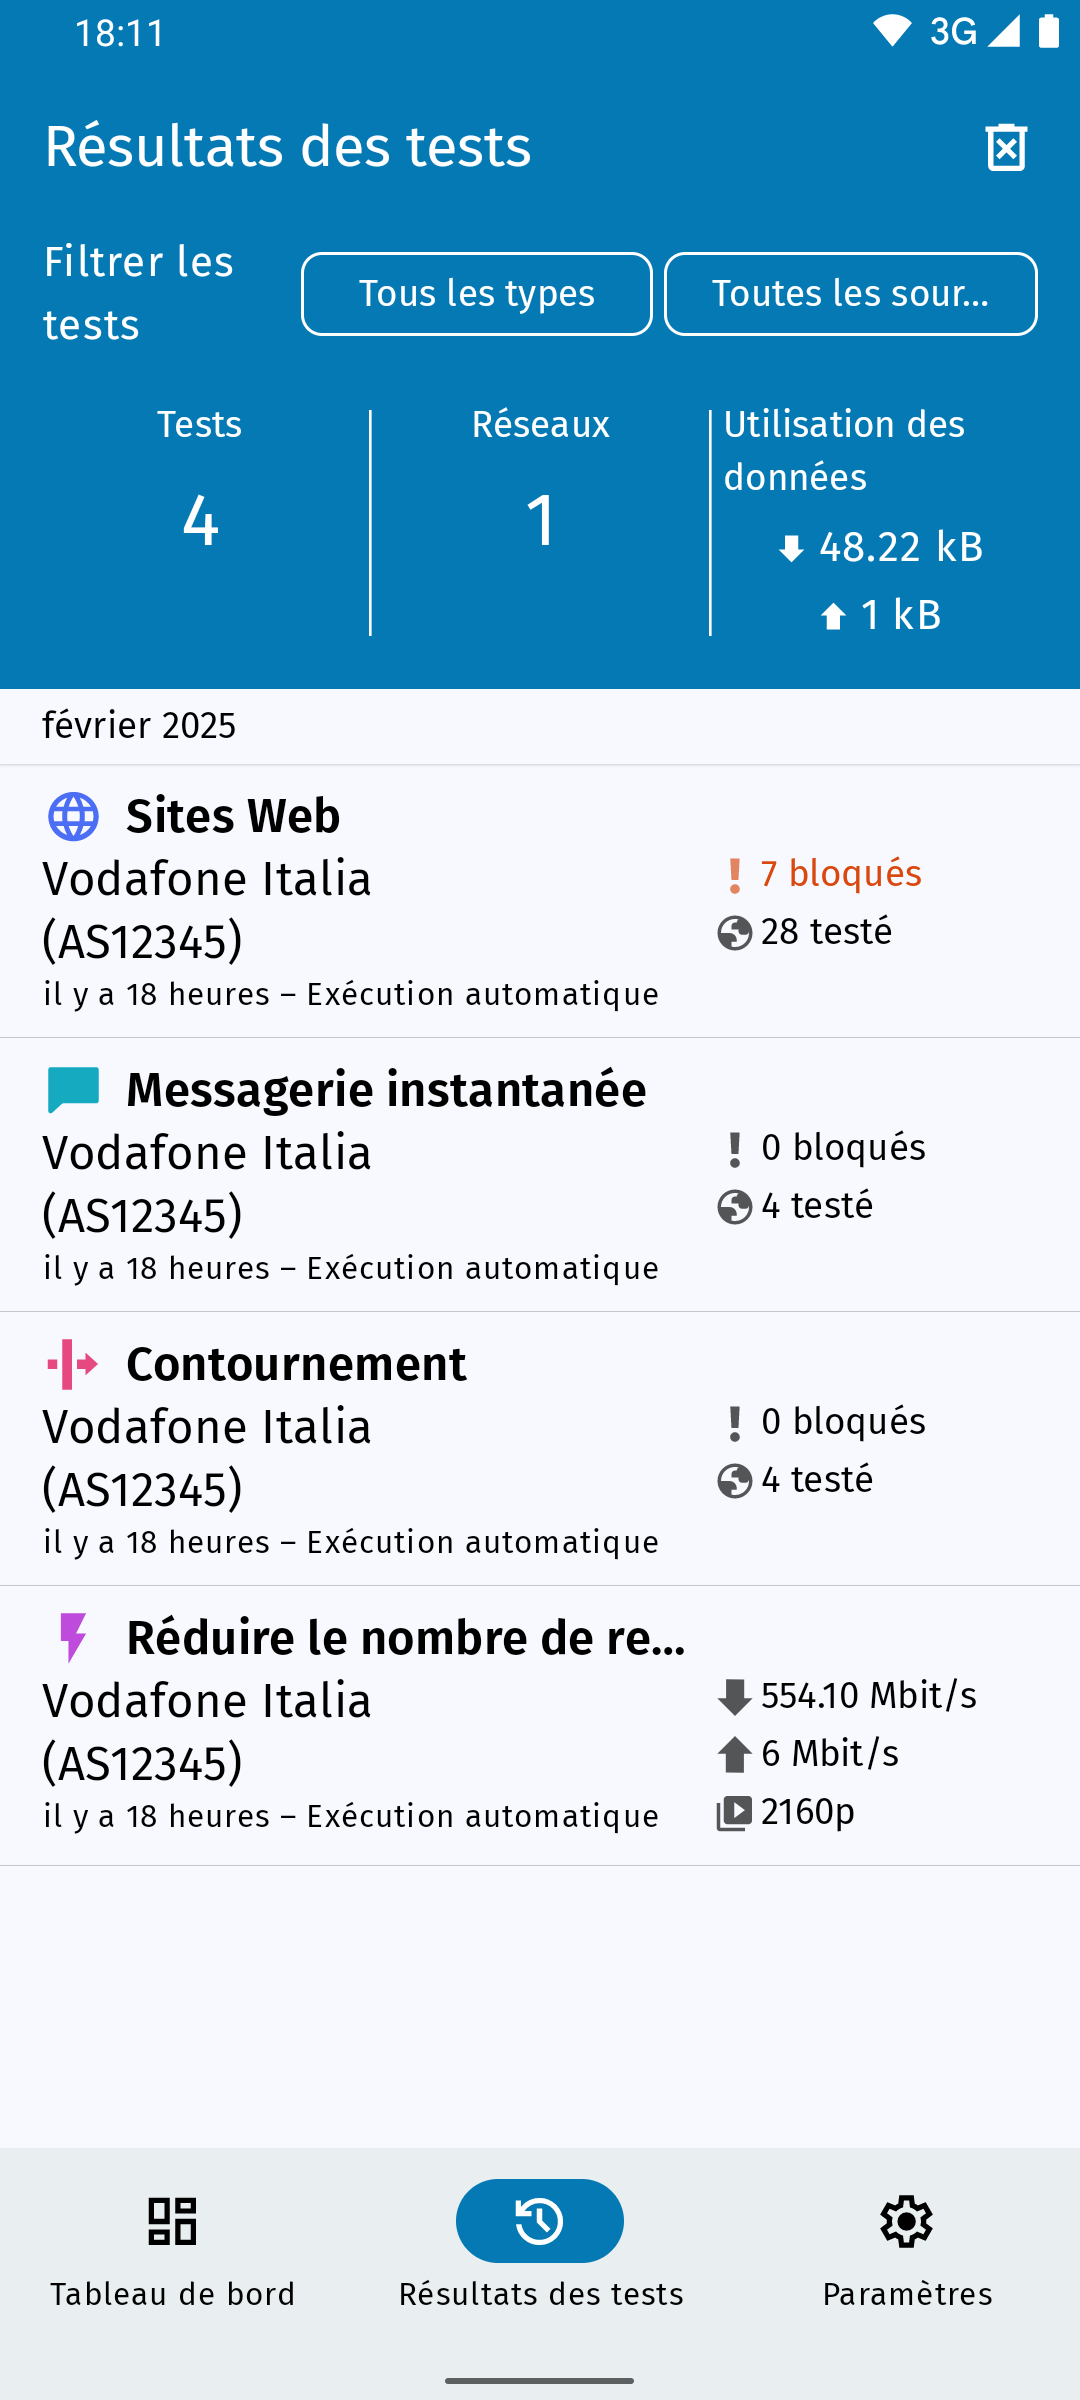 18:11
3G
Résultats des tests
Filtrer les
tests
Tous les types
Toutes les sour...
Tests
4
Réseaux
1
Utilisation des
données
48.22 kB
1 kB
février 2025
Sites Web
Vodafone Italia
(AS12345)
il y a 18 heures – Exécution automatique
7 bloqués
28 testé
Messagerie instantanée
Vodafone Italia
(AS12345)
il y a 18 heures – Exécution automatique
0 bloqués
4 testé
Contournement
Vodafone Italia
(AS12345)
il y a 18 heures – Exécution automatique
0 bloqués
4 testé
Réduire le nombre de re...
Vodafone Italia
(AS12345)
il y a 18 heures – Exécution automatique
554.10 Mbit/s
6 Mbit/s
2160p
Tableau de bord
Résultats des tests
Paramètres